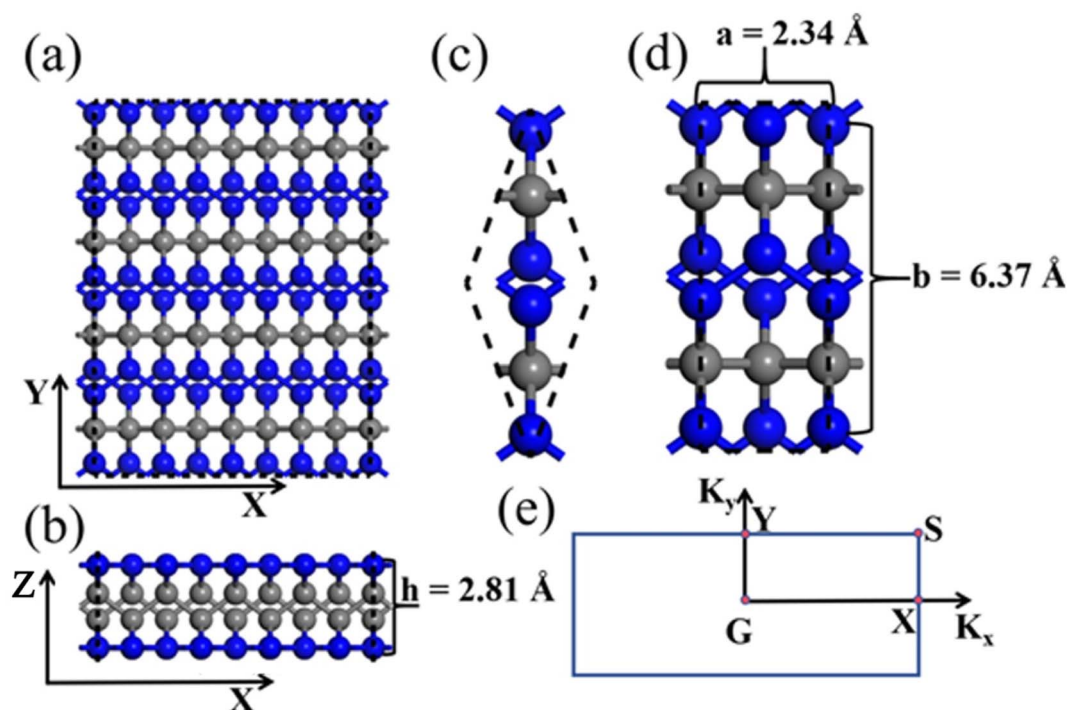 (a)
Y
X
(b)
Z
h = 2.81 Å
X
(c)
(d)
a = 2.34 Å
b = 6.37 Å
(e)
Ky
Y
S
G
X
Kx